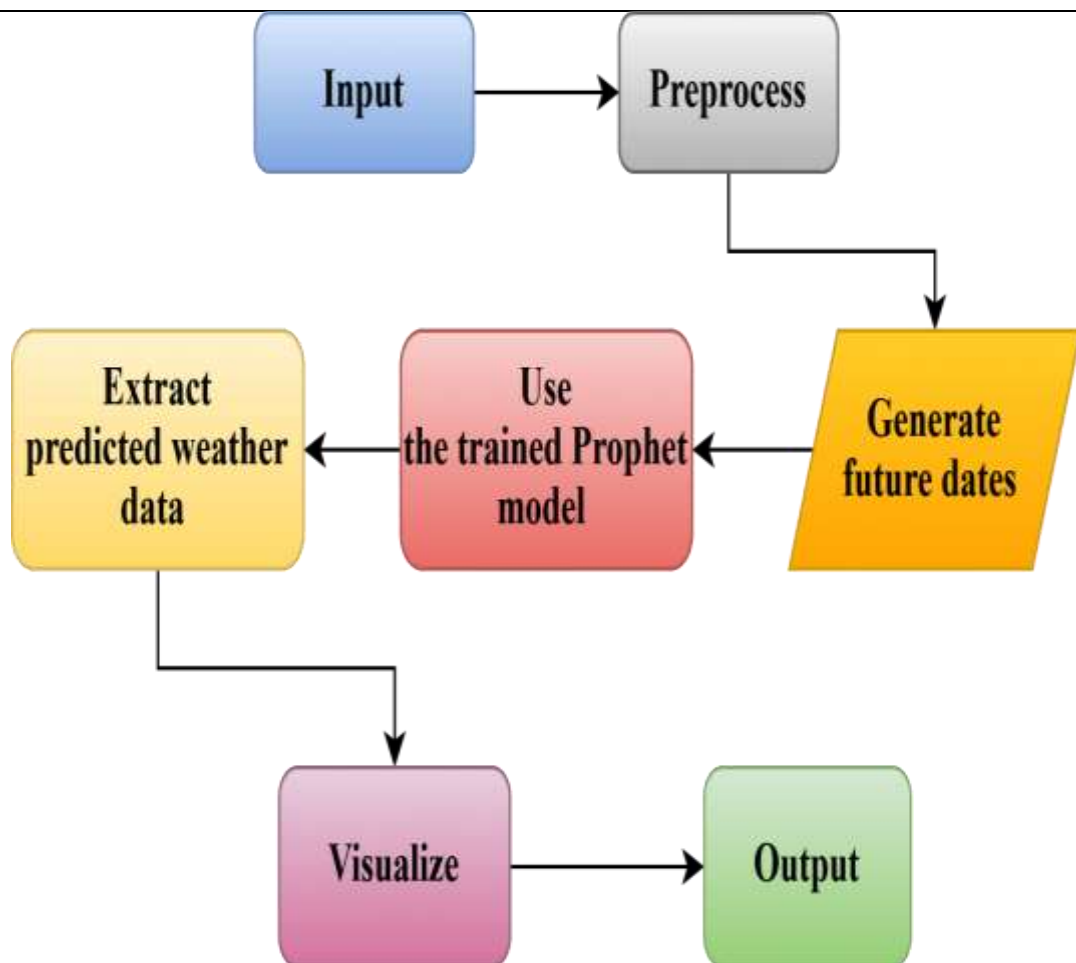 Input
Preprocess
Generate
future dates
Use
the trained Prophet
model
Extract
predicted weather
data
Visualize
Output